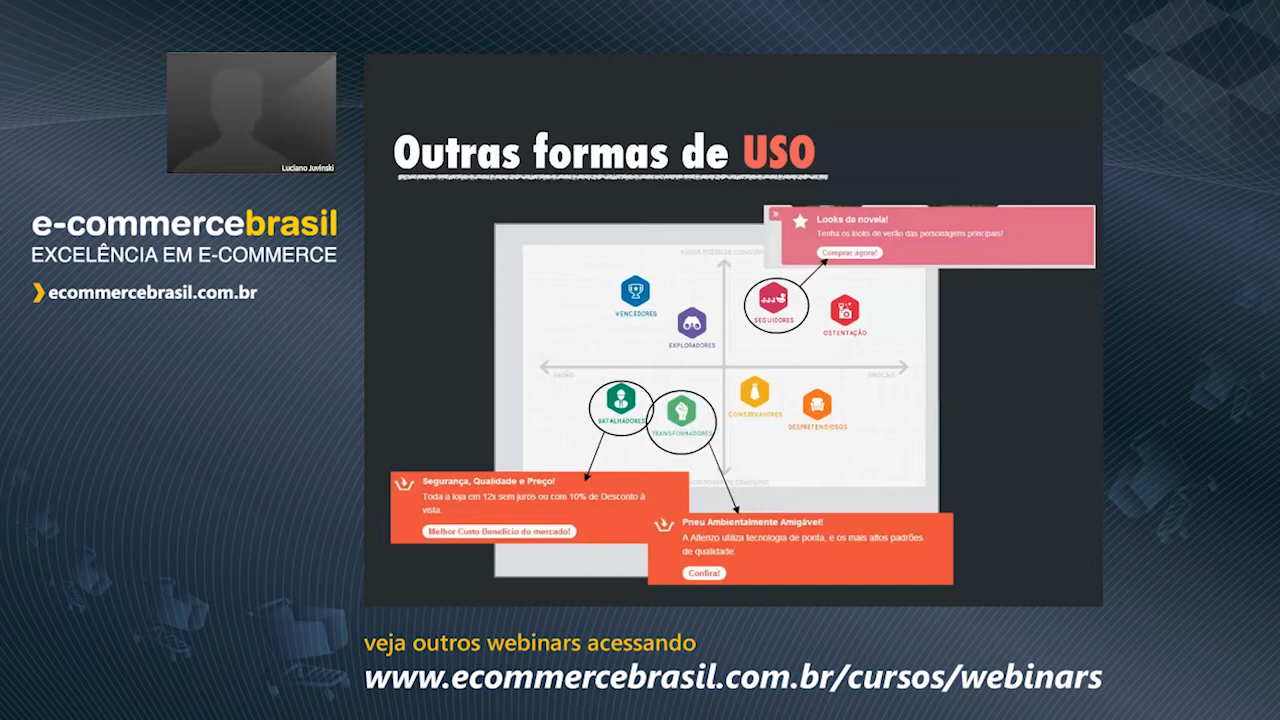 Luciano Juvinski
e-commercebrasil
EXCELÊNCIA EM E-COMMERCE
ecommercebrasil.com.br
Outras formas de USO
Looks da novela!
Tenha os looks de verão das personagens principais!
Comprar agora!
VENCEDORES
EXPLORADORES
SEGUIDORES
OSTENTAÇÃO
BATALHADORES
TRANSFORMADORES
CONSERVADORES
DESPRETENSIOSOS
Segurança, Qualidade e Preço!
Toda a loja em 12x sem juros ou com 10% de Desconto à
vista.
Melhor Custo Benefício do mercado!
Pneu Ambientalmente Amigável!
A Altenzo utiliza tecnologia de ponta, e os mais altos padrões
de qualidade
Confira!
veja outros webinars acessando
www.ecommercebrasil.com.br/cursos/webinars